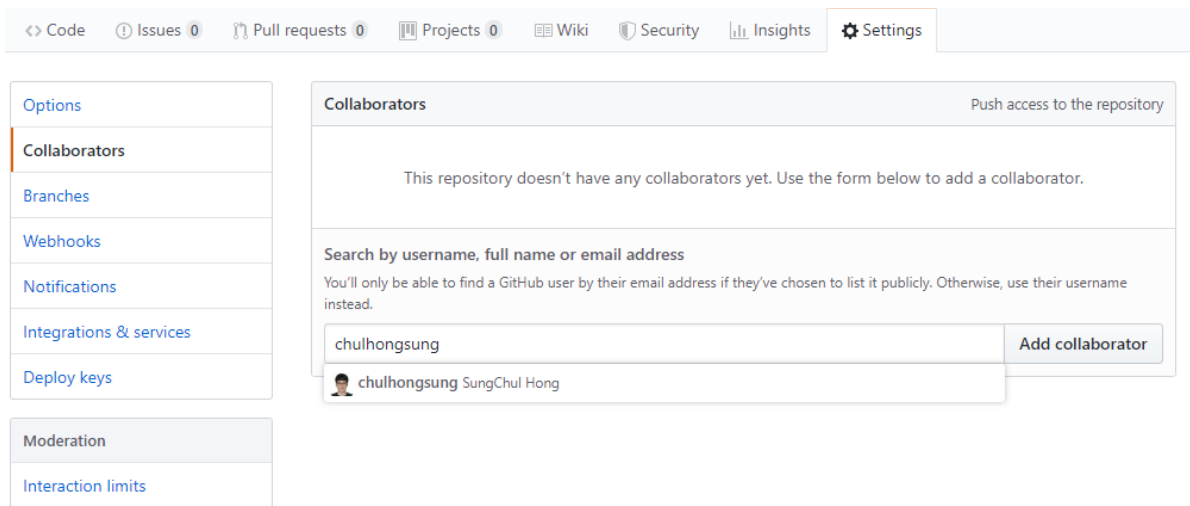 Code Issues 0 Pull requests 0 Projects 0 Wiki Security Insights Settings
Options
Collaborators
Branches
Webhooks
Notifications
Integrations & services
Deploy keys
Moderation
Interaction limits
Collaborators Push access to the repository
This repository doesn't have any collaborators yet. Use the form below to add a collaborator.
Search by username, full name or email address
You'll only be able to find a GitHub user by their email address if they've chosen to list it publicly. Otherwise, use their username
instead.
chulhongsung Add collaborator
chulhongsung SungChul Hong